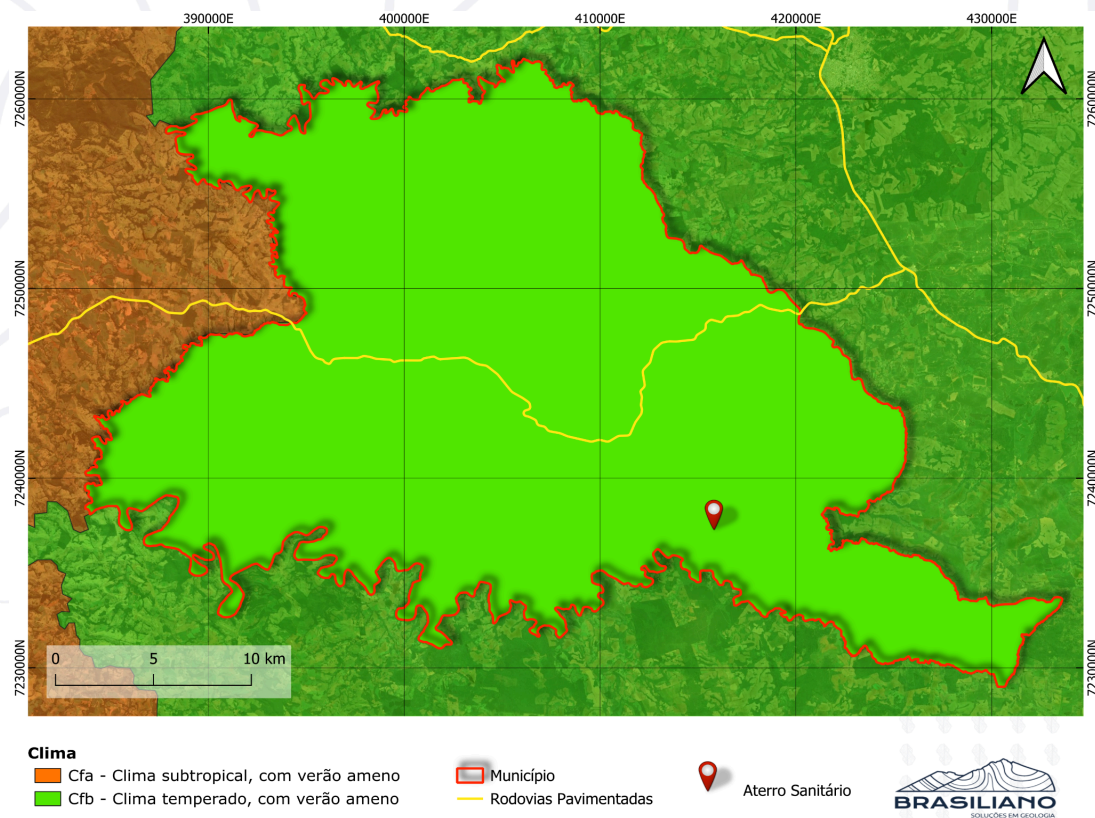 390000E 400000E 410000E 420000E 430000E
7260000N 7260000N
7250000N 7250000N
7240000N 7240000N
7230000N 7230000N
0 5 10 km
Clima
Cfa - Clima subtropical, com verão ameno
Cfb - Clima temperado, com verão ameno
Município
Rodovias Pavimentadas
Aterro Sanitário
BRASILIANO
SOLUÇÕES EM GEOLOGIA